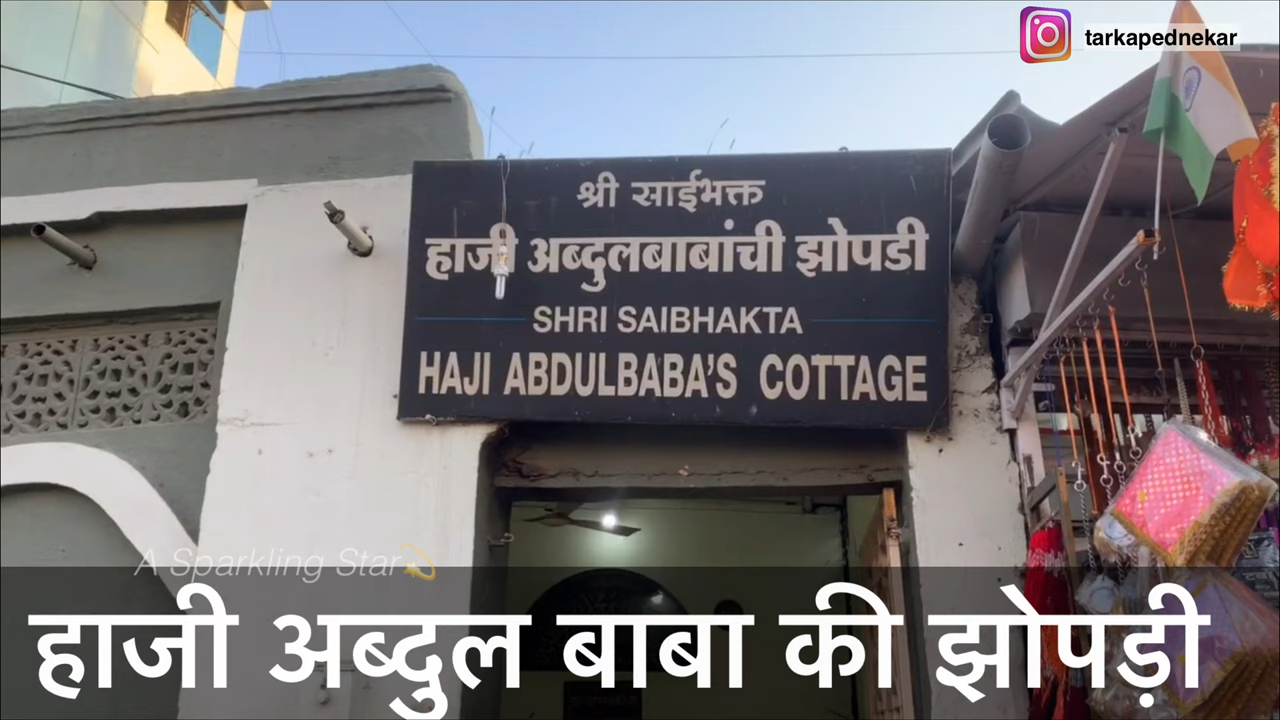 tarkapednekar
श्री साईभक्त
हाजी अब्दुलबाबांची झोपडी
SHRI SAIBHAKTA
HAJI ABDULBABA'S COTTAGE
A Sparkling Star💫
हाजी अब्दुल बाबा की झोपड़ी